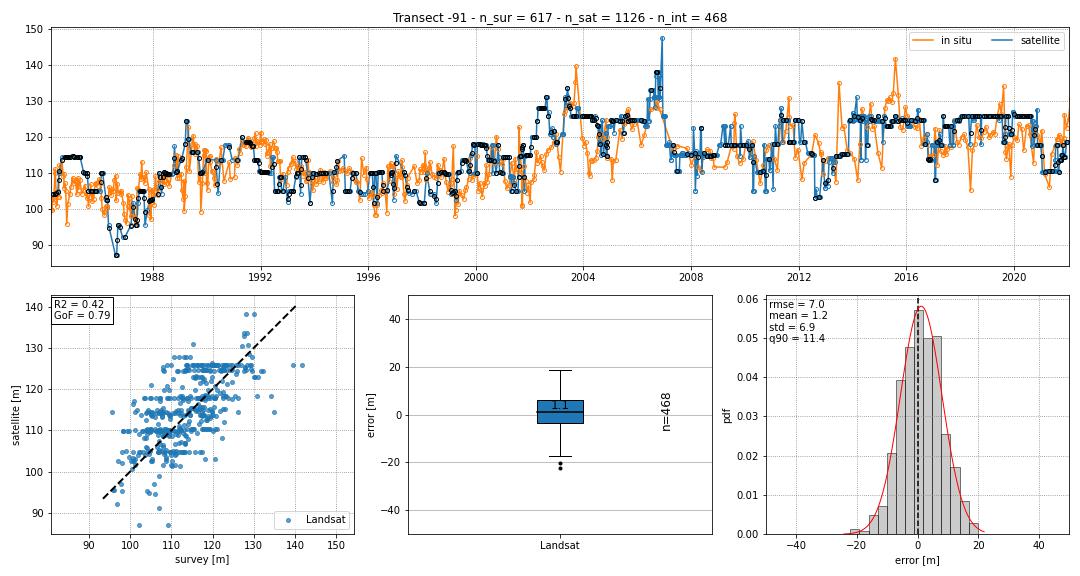 Transect -91 - n_sur = 617 - n_sat = 1126 - n_int = 468
in situ satellite
150
140
130
120
110
100
90
1988 1992 1996 2000 2004 2008 2012 2016 2020
R2 = 0.42
GoF = 0.79
140
130
120
110
100
90
satellite [m]
90 100 110 120 130 140 150
survey [m]
Landsat
40
20
0
−20
−40
error [m]
1.1
n=468
Landsat
rmse = 7.0
mean = 1.2
std = 6.9
q90 = 11.4
0.06
0.05
0.04
0.03
0.02
0.01
0.00
pdf
−40 −20 0 20 40
error [m]